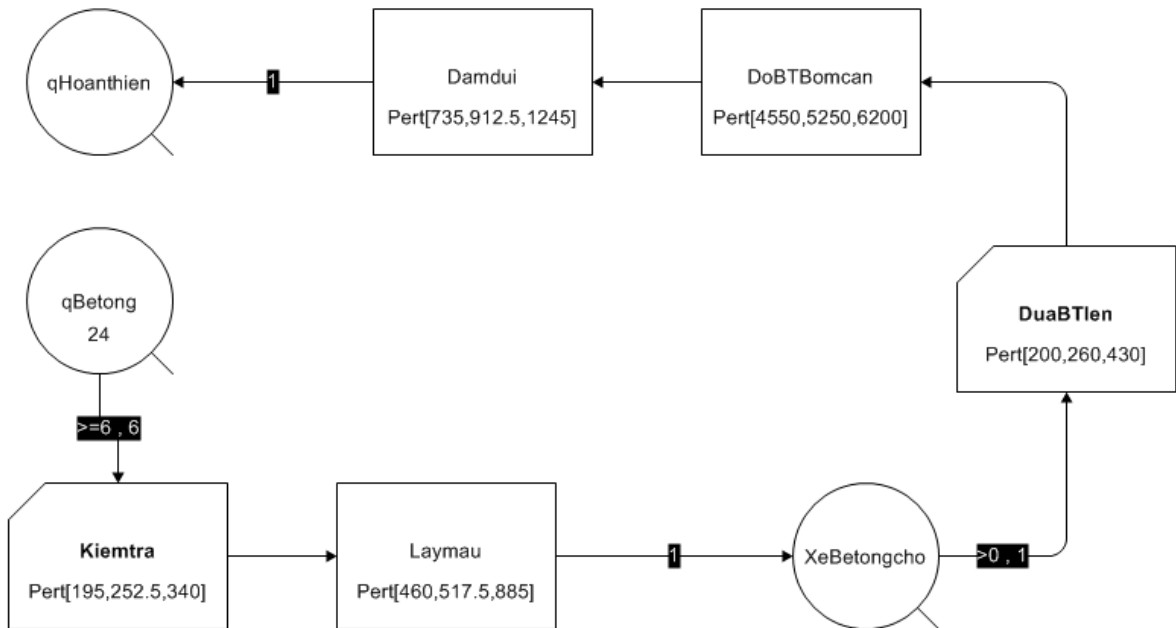 qHoanthien
1
Damdui
Pert[735,912.5,1245]
DoBTBomcan
Pert[4550,5250,6200]
qBetong
24
DuaBTlen
Pert[200,260,430]
>=6 , 6
Kiemtra
Pert[195,252.5,340]
Laymau
Pert[460,517.5,885]
1
XeBetongcho
>0 , 1